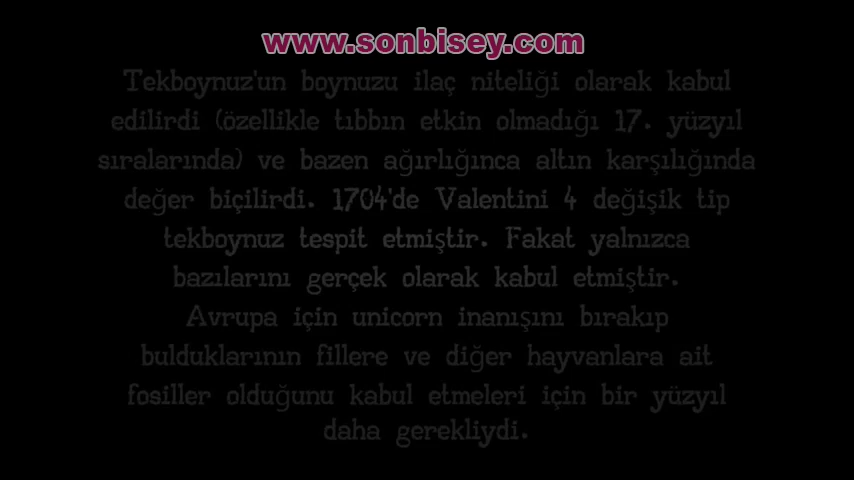 www.sonbisey.com
Tekboynuz'un boynuzu ilaç niteliği olarak kabul
edilirdi (özellikle tıbbın etkin olmadığı 17. yüzyıl
sıralarında) ve bazen ağırlığınca altın karşılığında
değer biçilirdi. 1704'de Valentini 4 değişik tip
tekboynuz tespit etmiştir. Fakat yalnızca
bazılarını gerçek olarak kabul etmiştir.
Avrupa için unicorn inanışını bırakıp
bulduklarının fillere ve diğer hayvanlara ait
fosiller olduğunu kabul etmeleri için bir yüzyıl
daha gerekliydi.